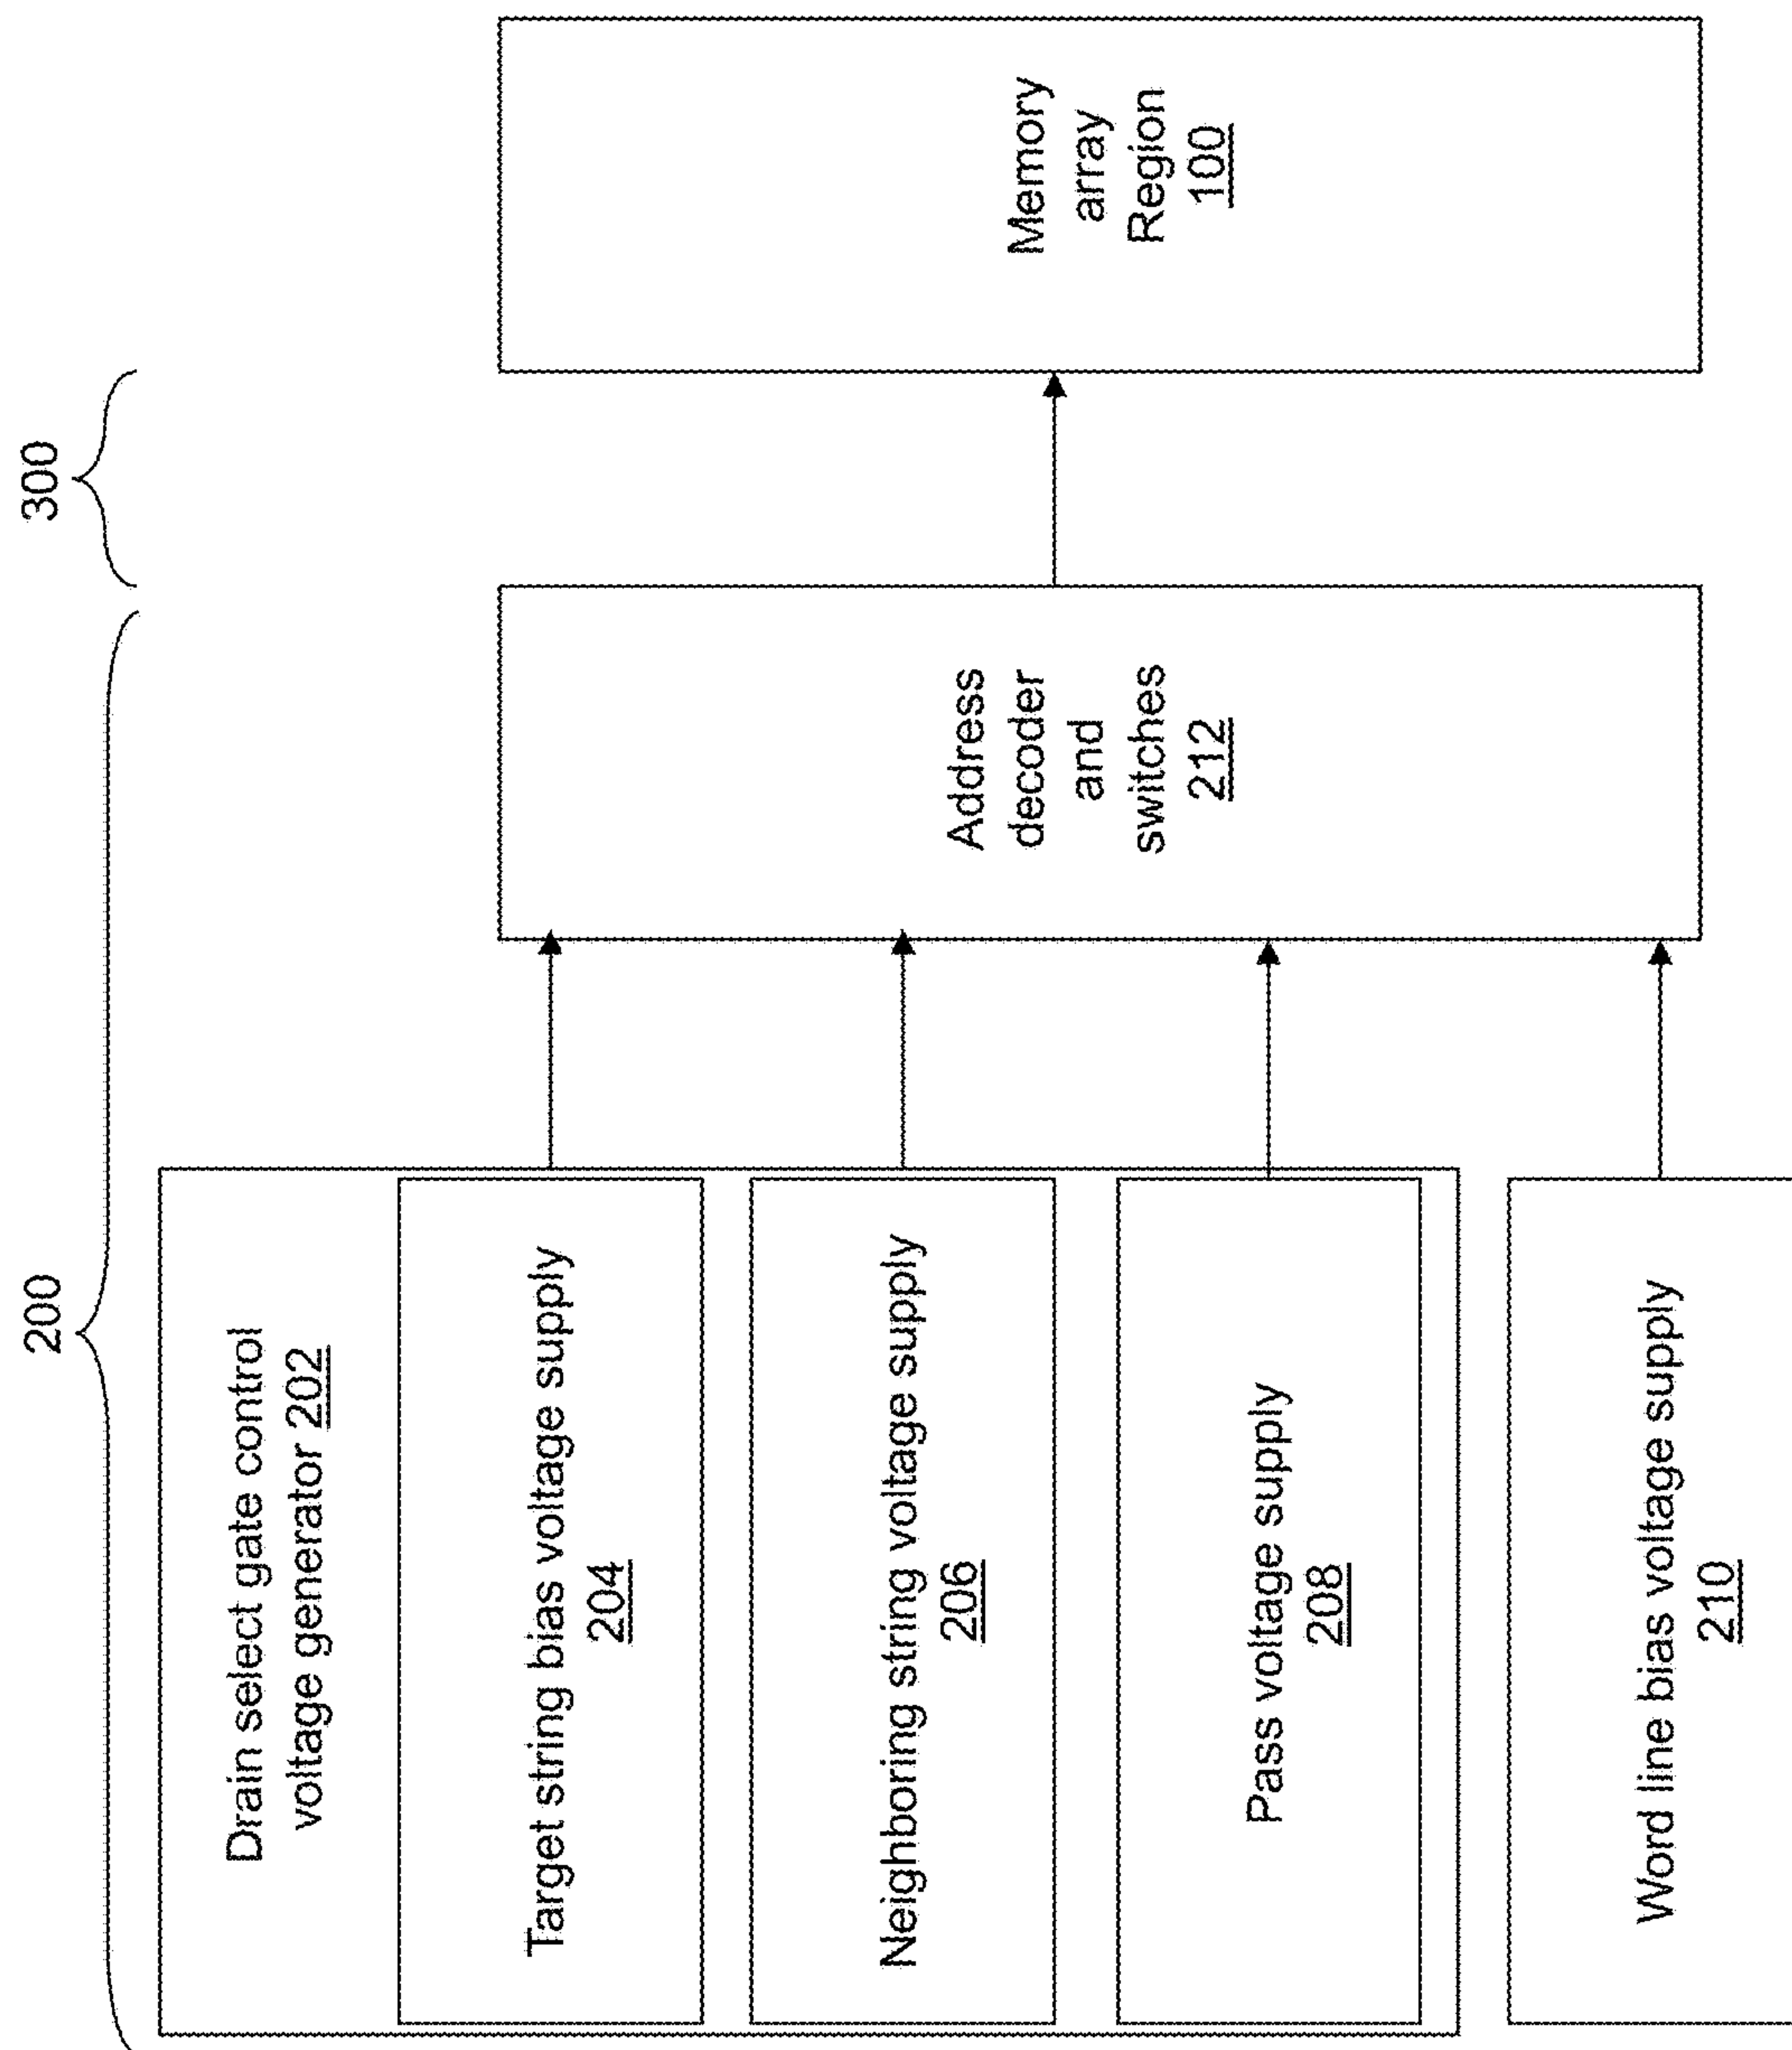 200
300
Drain select gate control
voltage generator 202
Target string bias voltage supply
204
Neighboring string voltage supply
206
Pass voltage supply
208
Word line bias voltage supply
210
Address
decoder
and
switches
212
Memory
array
Region
100